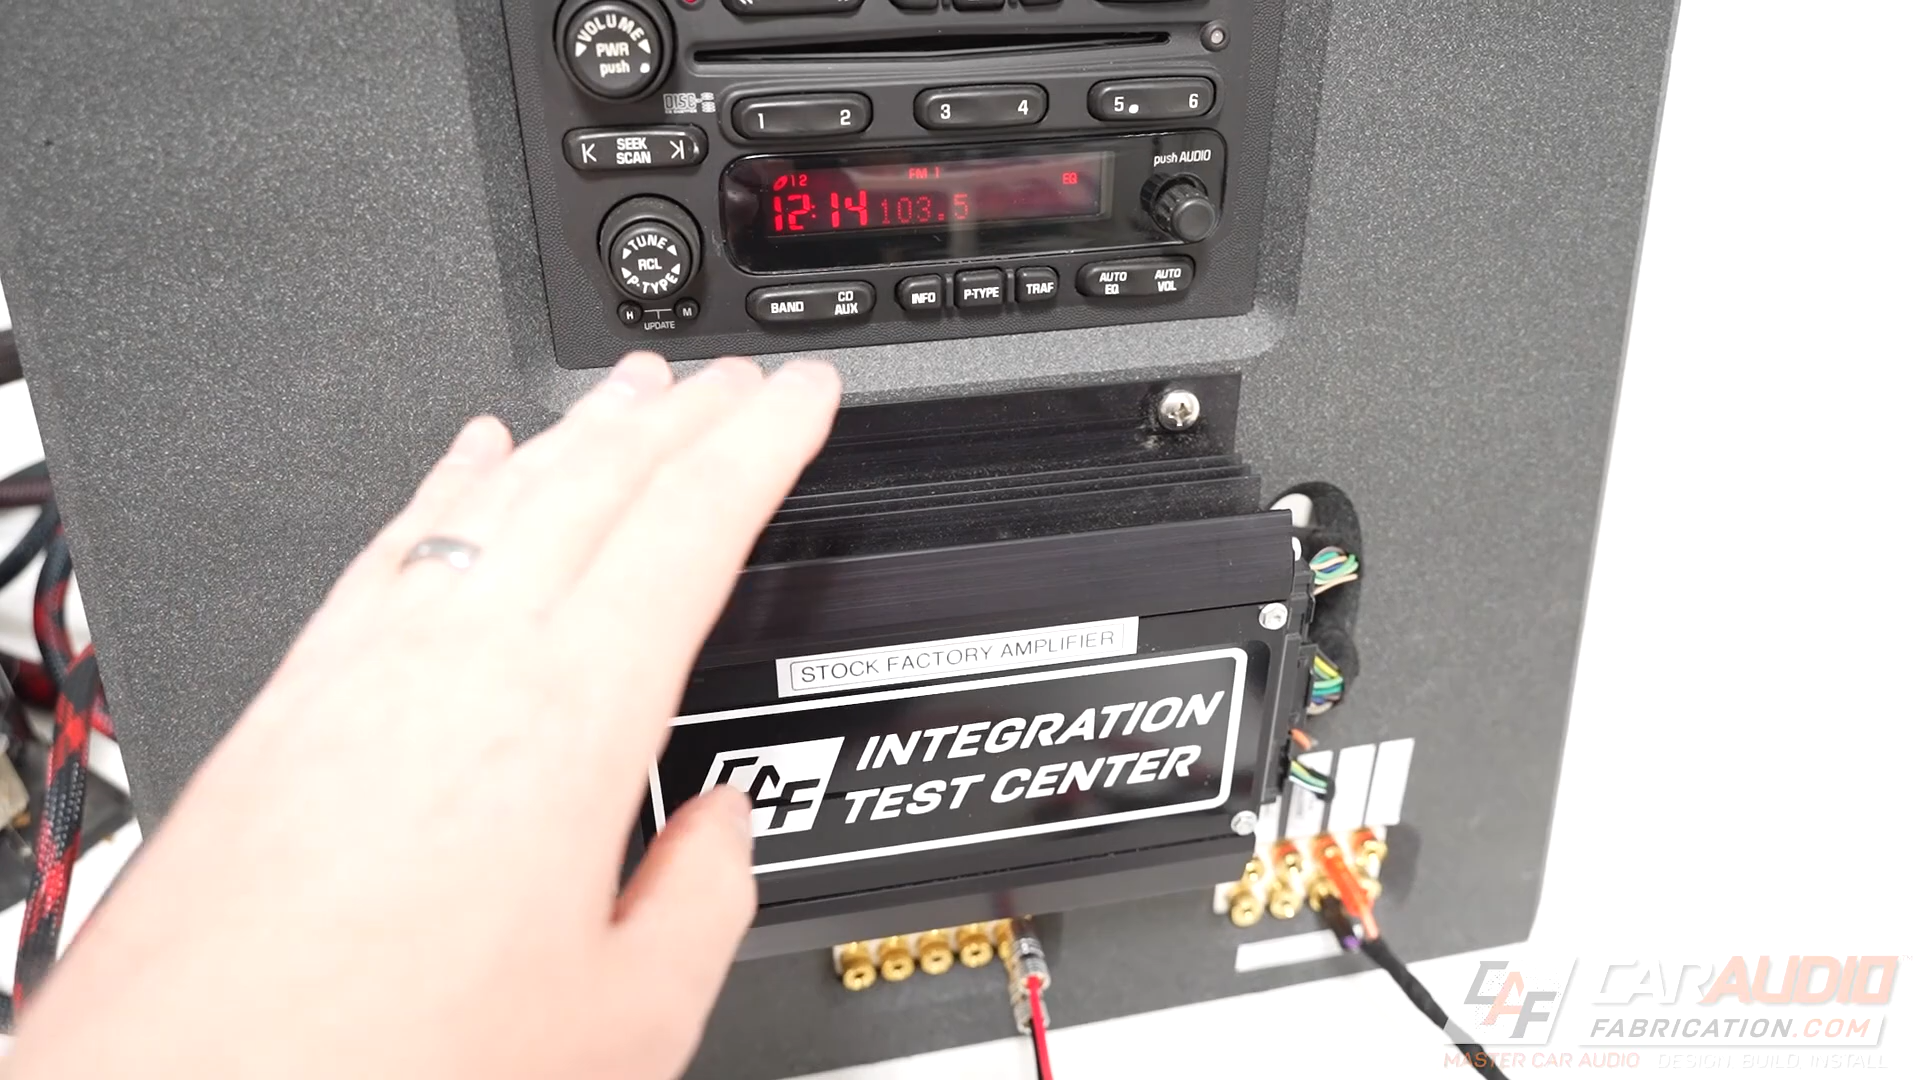 VOLUME
PWR
push
DISC
1 2
3 4
5 6
SEEK
SCAN
push AUDIO
12 FM 1 EQ
12:14 103.5
TUNE
RCL
P-TYPE
H M
UPDATE
BAND
CD
AUX
INFO
P-TYPE
TRAF
AUTO
EQ
AUTO
VOL
STOCK FACTORY AMPLIFIER
CAF
INTEGRATION
TEST CENTER
CAF
CARAUDIO
FABRICATION.COM
MASTER CAR AUDIO DESIGN. BUILD. INSTALL